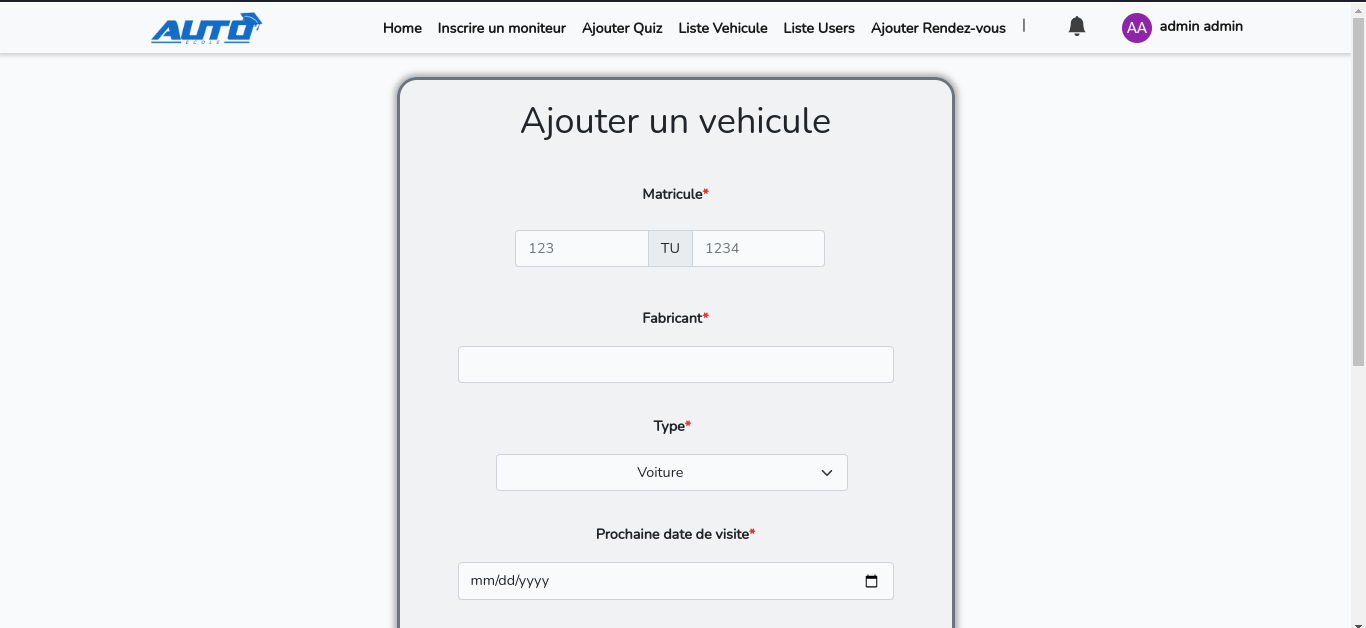 AUTO
ECOLE
Home Inscrire un moniteur Ajouter Quiz Liste Vehicule Liste Users Ajouter Rendez-vous | AA admin admin
Ajouter un vehicule
Matricule*
123 TU 1234
Fabricant*
Type*
Voiture
Prochaine date de visite*
mm/dd/yyyy